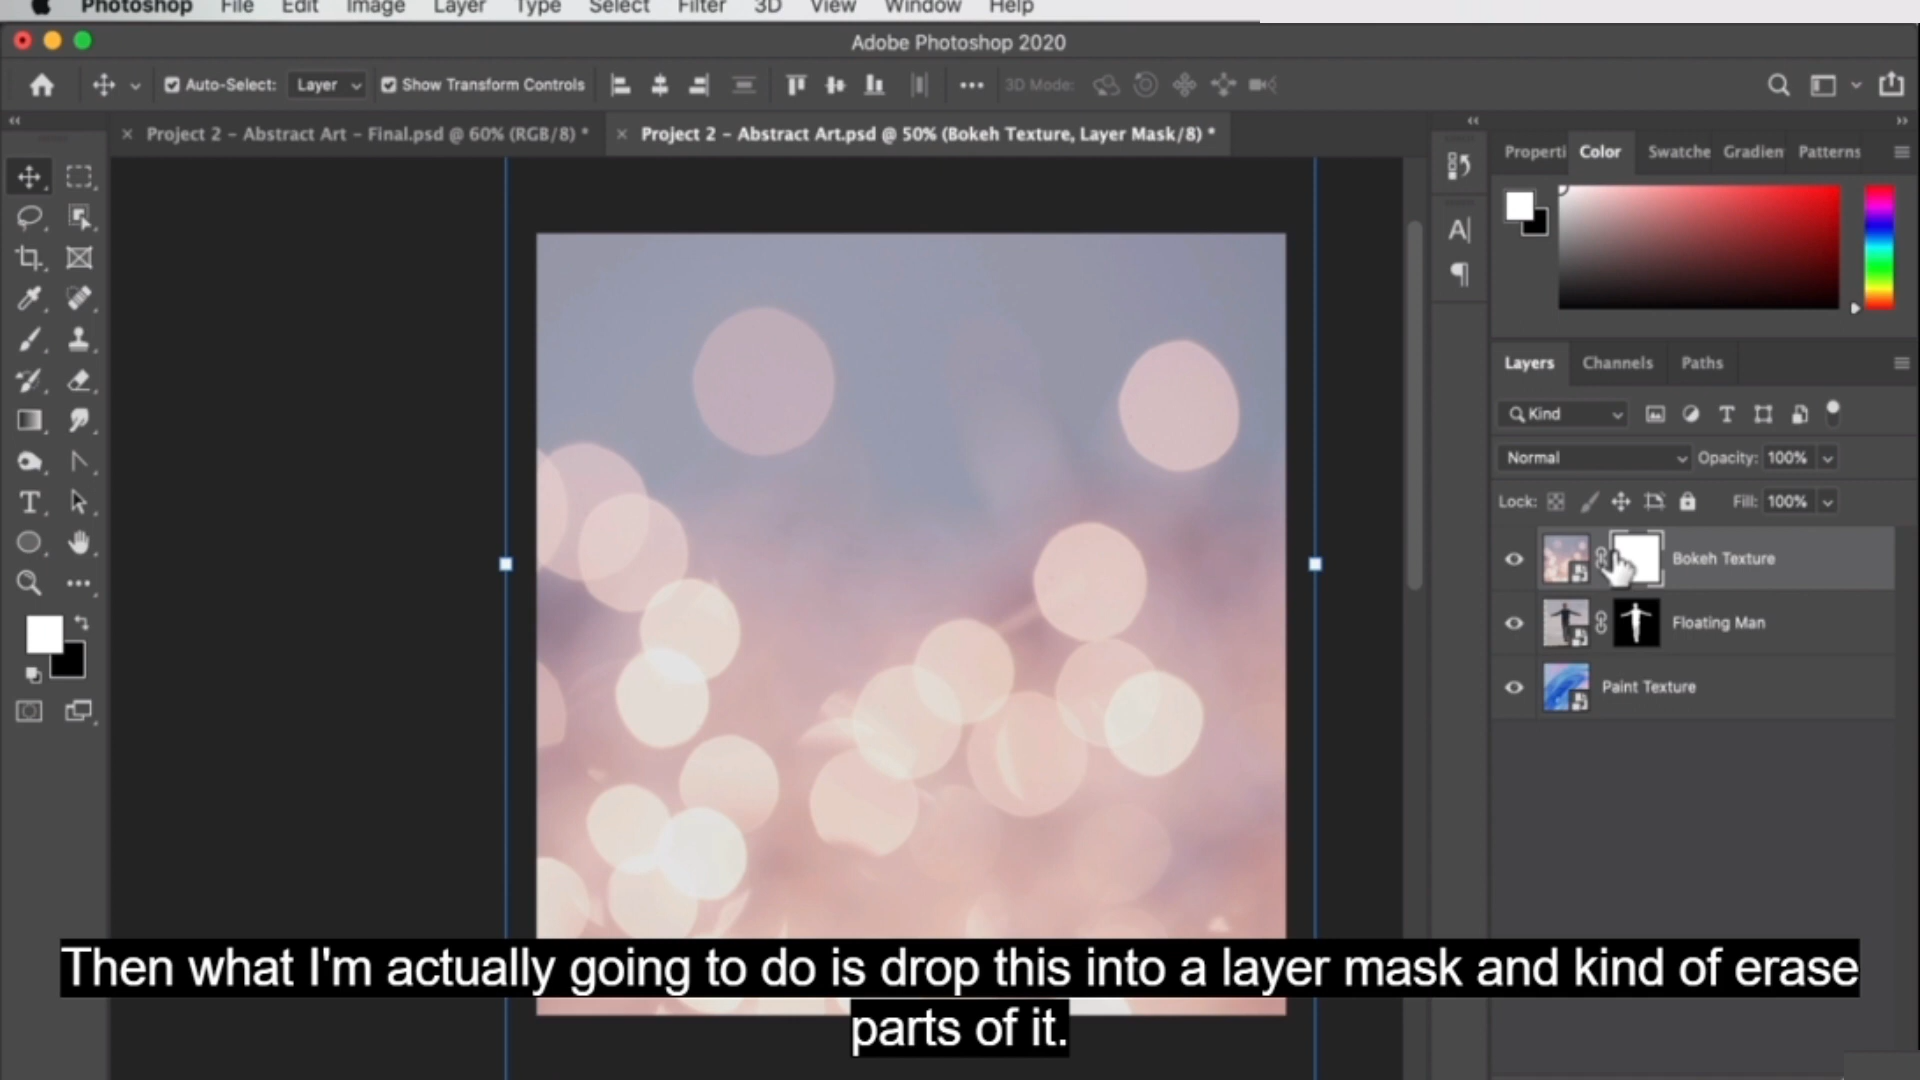 Photoshop File Edit Image Layer Type Select Filter 3D View Window Help
Adobe Photoshop 2020
Auto-Select: Layer Show Transform Controls 3D Mode:
Project 2 - Abstract Art - Final.psd @ 60% (RGB/8) * Project 2 - Abstract Art.psd @ 50% (Bokeh Texture, Layer Mask/8) *
Properti Color Swatche Gradien Patterns
Layers Channels Paths
Kind
Normal Opacity: 100%
Lock: Fill: 100%
Bokeh Texture
Floating Man
Paint Texture
Then what I'm actually going to do is drop this into a layer mask and kind of erase
parts of it.